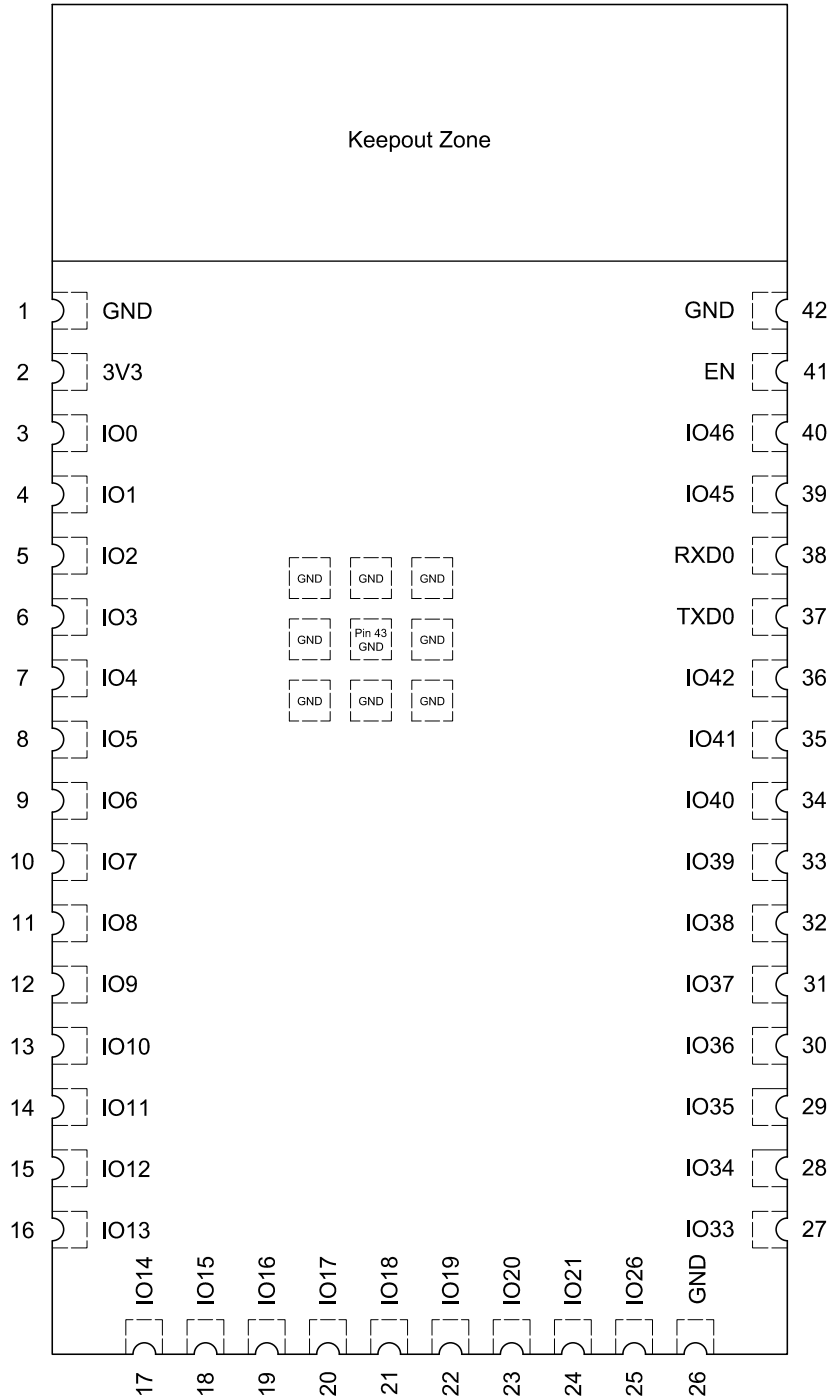 Keepout Zone
1 GND GND 42
2 3V3 EN 41
3 IO0 IO46 40
4 IO1 IO45 39
5 IO2 RXD0 38
GND GND GND
6 IO3 TXD0 37
GND Pin 43 GND GND
7 IO4 IO42 36
GND GND GND
8 IO5 IO41 35
9 IO6 IO40 34
10 IO7 IO39 33
11 IO8 IO38 32
12 IO9 IO37 31
13 IO10 IO36 30
14 IO11 IO35 29
15 IO12 IO34 28
16 IO13 IO33 27
IO14 IO15 IO16 IO17 IO18 IO19 IO20 IO21 IO26 GND
17 18 19 20 21 22 23 24 25 26